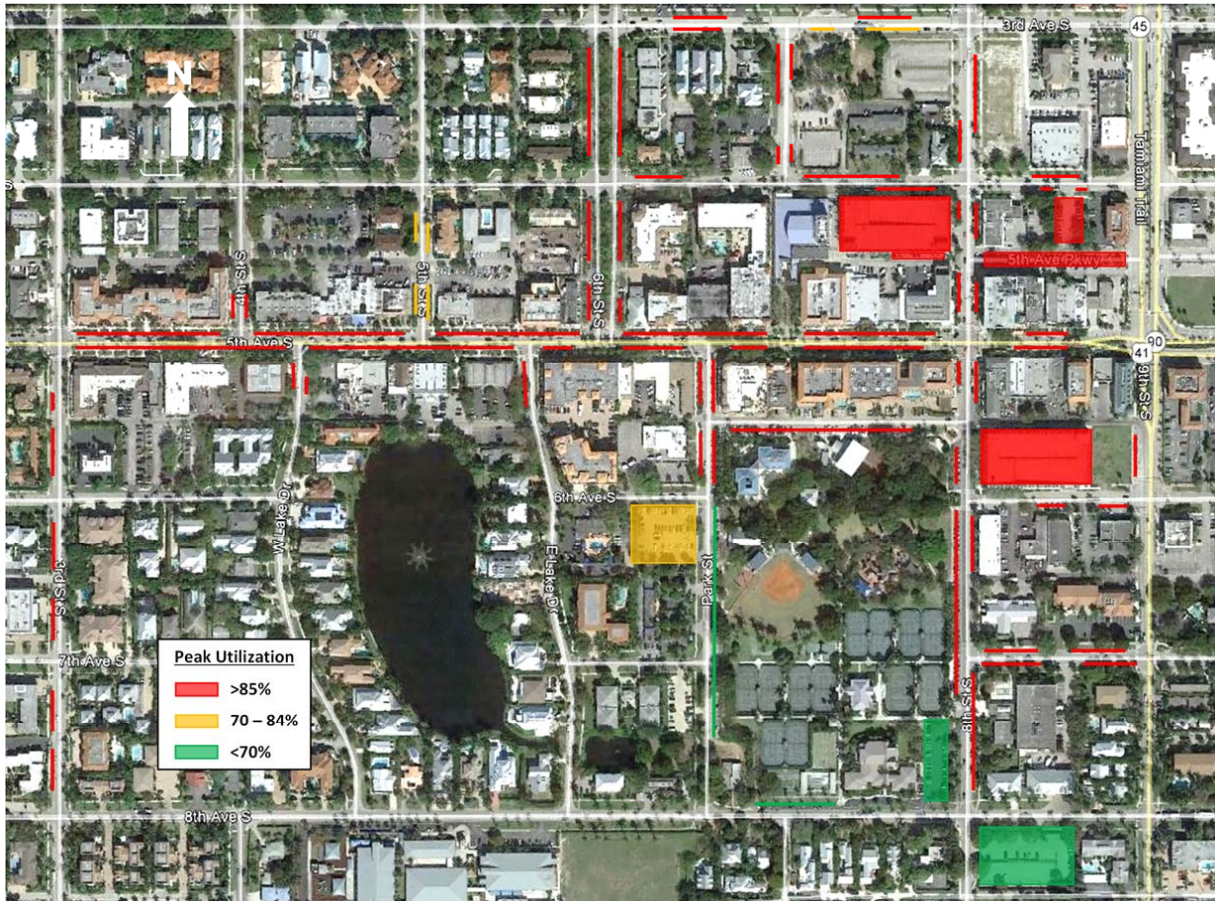 3rd Ave S
45
N
S
Tamiami Trail
4th St S
5th St S
6th St S
5th Ave Pkwy
5th Ave S
90
41
9th St S
6th Ave S
W Lake Dr
E Lake Dr
Park St
3rd St S
7th Ave S
8th St S
Peak Utilization
>85%
70 – 84%
<70%
8th Ave S